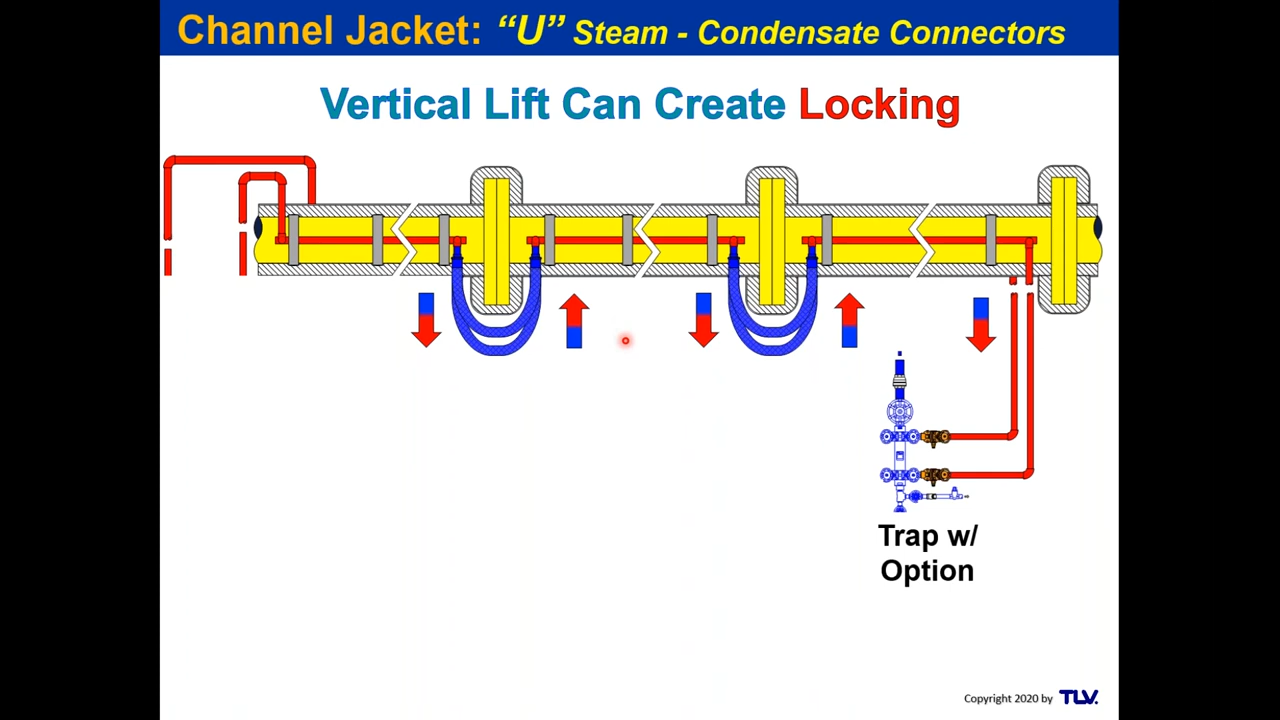 Channel Jacket: “U” Steam - Condensate Connectors
Vertical Lift Can Create Locking
Trap w/
Option
Copyright 2020 by TLV.